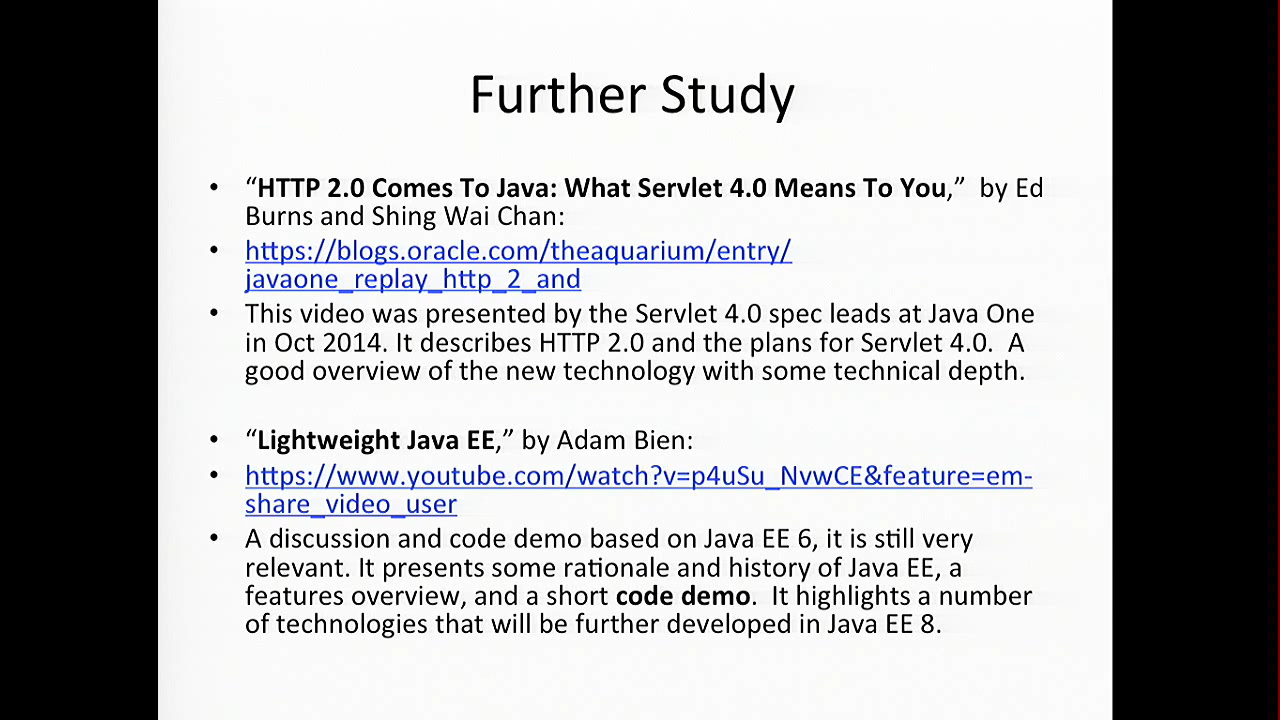 Further Study
• “HTTP 2.0 Comes To Java: What Servlet 4.0 Means To You,”  by Ed
Burns and Shing Wai Chan:
• https://blogs.oracle.com/theaquarium/entry/
javaone_replay_http_2_and
• This video was presented by the Servlet 4.0 spec leads at Java One
in Oct 2014. It describes HTTP 2.0 and the plans for Servlet 4.0.  A
good overview of the new technology with some technical depth.
• “Lightweight Java EE,” by Adam Bien:
• https://www.youtube.com/watch?v=p4uSu_NvwCE&feature=em-
share_video_user
• A discussion and code demo based on Java EE 6, it is still very
relevant. It presents some rationale and history of Java EE, a
features overview, and a short code demo.  It highlights a number
of technologies that will be further developed in Java EE 8.